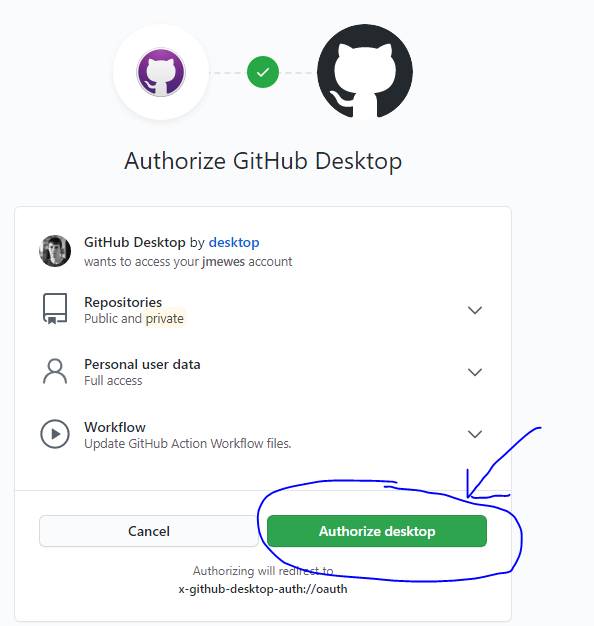 Authorize GitHub Desktop
GitHub Desktop by desktop
wants to access your jmewes account
Repositories
Public and private
Personal user data
Full access
Workflow
Update GitHub Action Workflow files.
Cancel
Authorize desktop
Authorizing will redirect to
x-github-desktop-auth://oauth